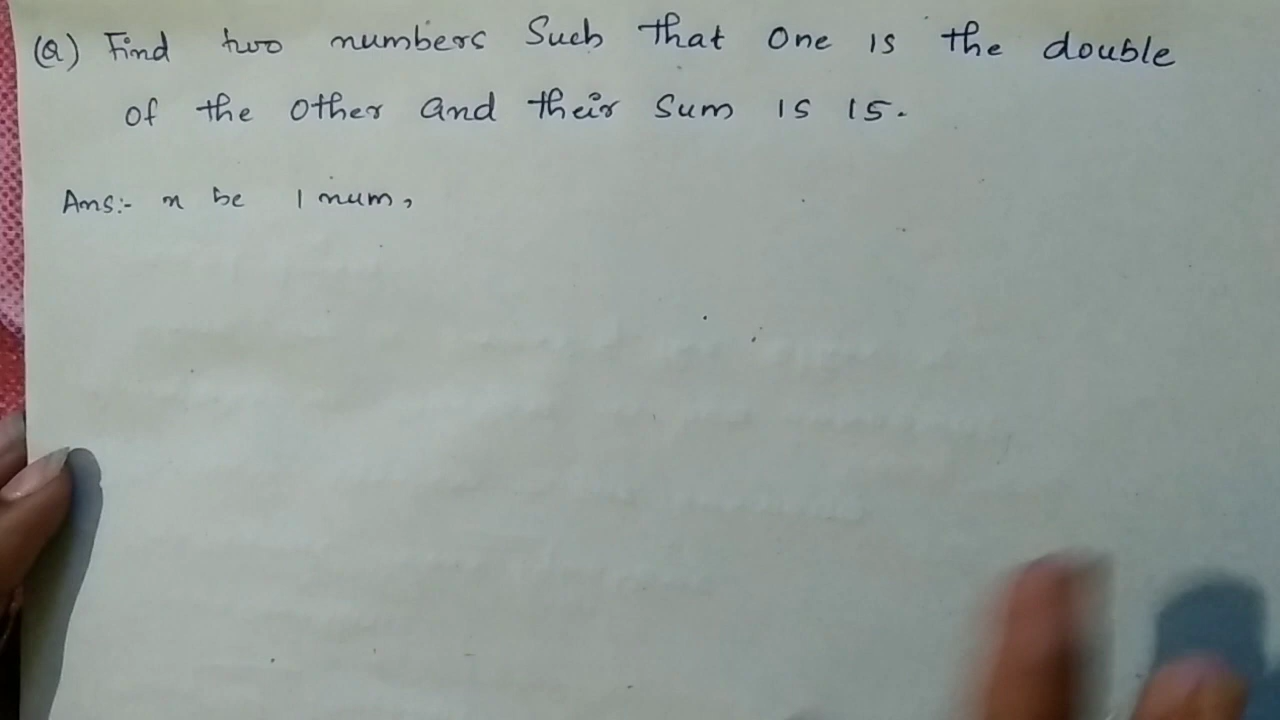 (Q) Find two numbers Such that One is the double
of the Other and their Sum is 15.
Ans:- x be 1 num,